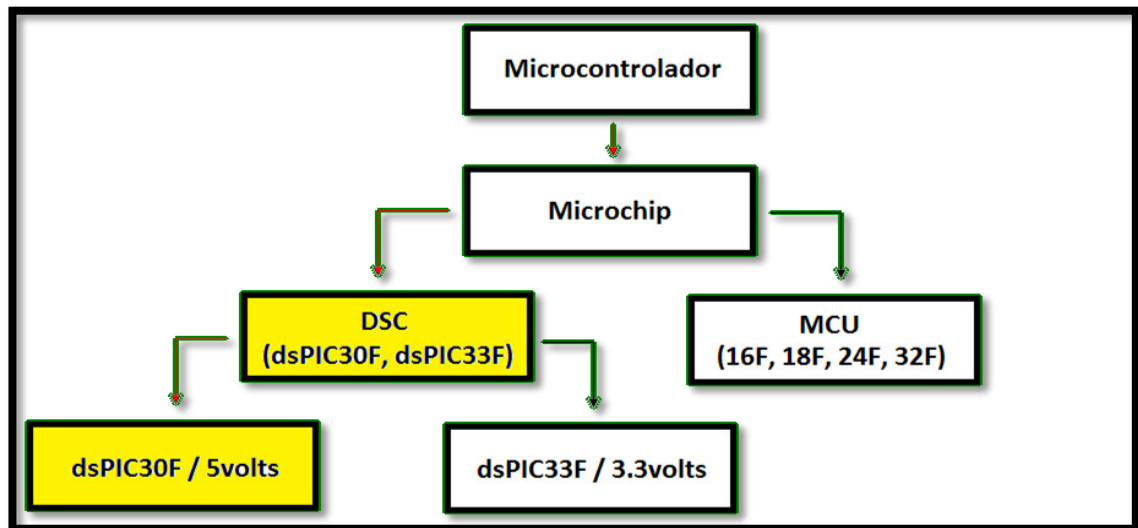 Microcontrolador
Microchip
DSC
(dsPIC30F, dsPIC33F)
MCU
(16F, 18F, 24F, 32F)
dsPIC30F / 5volts
dsPIC33F / 3.3volts